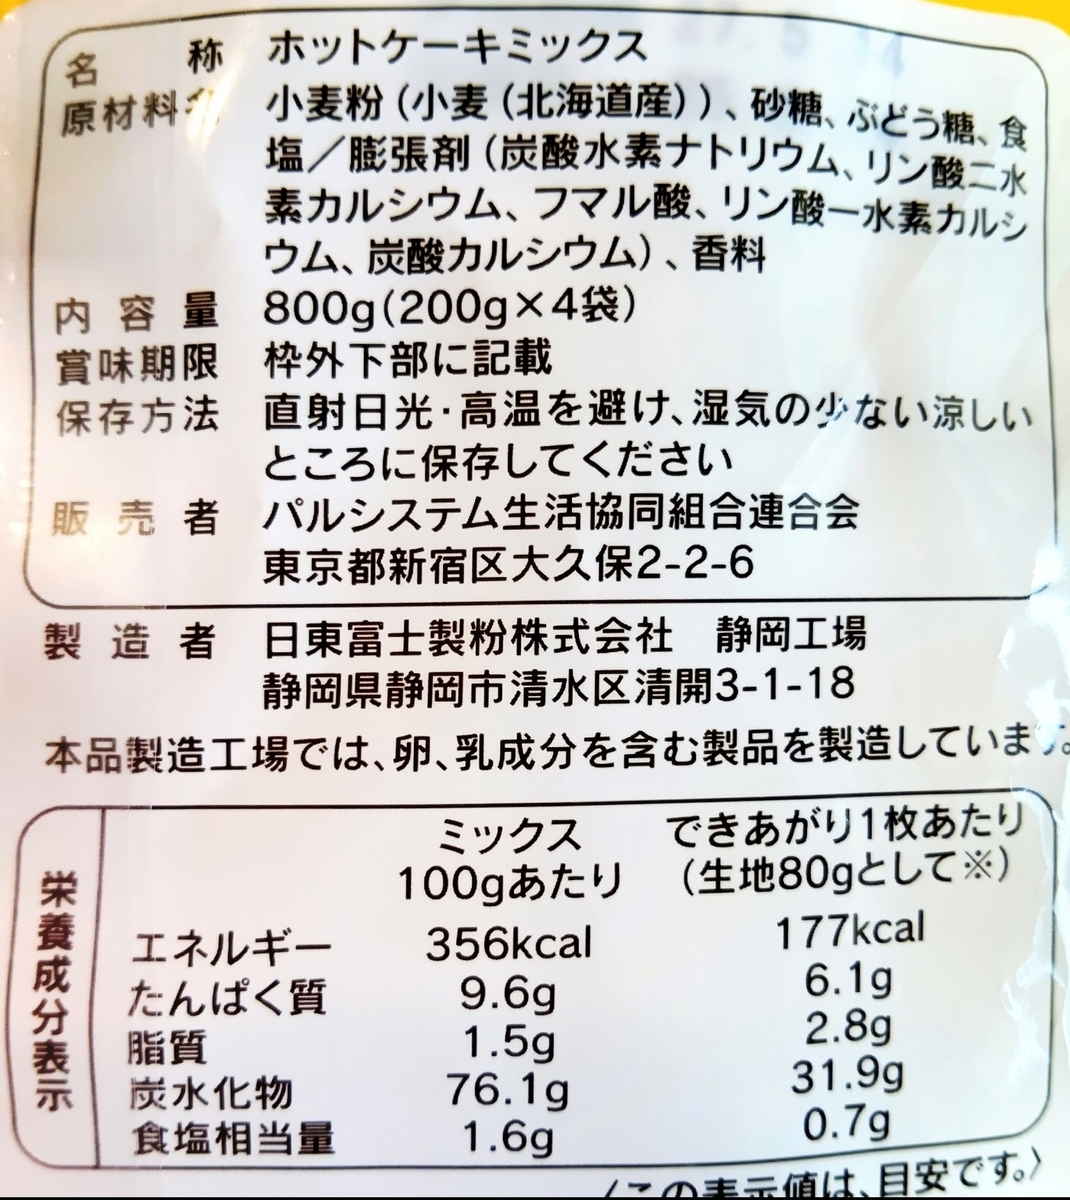 名 称 ホットケーキミックス
原材料名 小麦粉(小麦(北海道産))、砂糖、ぶどう糖、食
塩/膨張剤(炭酸水素ナトリウム、リン酸二水
素カルシウム、フマル酸、リン酸一水素カルシ
ウム、炭酸カルシウム)、香料
内容量 800g(200g×4袋)
賞味期限 枠外下部に記載
保存方法 直射日光・高温を避け、湿気の少ない涼しい
ところに保存してください
販売者 パルシステム生活協同組合連合会
東京都新宿区大久保2-2-6
製造者 日東富士製粉株式会社 静岡工場
静岡県静岡市清水区清開3-1-18
本品製造工場では、卵、乳成分を含む製品を製造しています。
栄養成分表示
ミックス できあがり1枚あたり
100gあたり (生地80gとして※)
エネルギー 356kcal 177kcal
たんぱく質 9.6g 6.1g
脂質 1.5g 2.8g
炭水化物 76.1g 31.9g
食塩相当量 1.6g 0.7g
〈この表示値は、目安です。〉